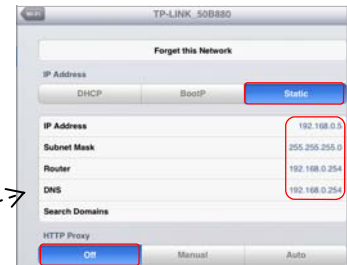 Wi-Fi
TP-LINK_50B880
Forget this Network
IP Address
DHCP BootP Static
IP Address 192.168.0.5
Subnet Mask 255.255.255.0
Router 192.168.0.254
DNS 192.168.0.254
Search Domains
HTTP Proxy
Off Manual Auto